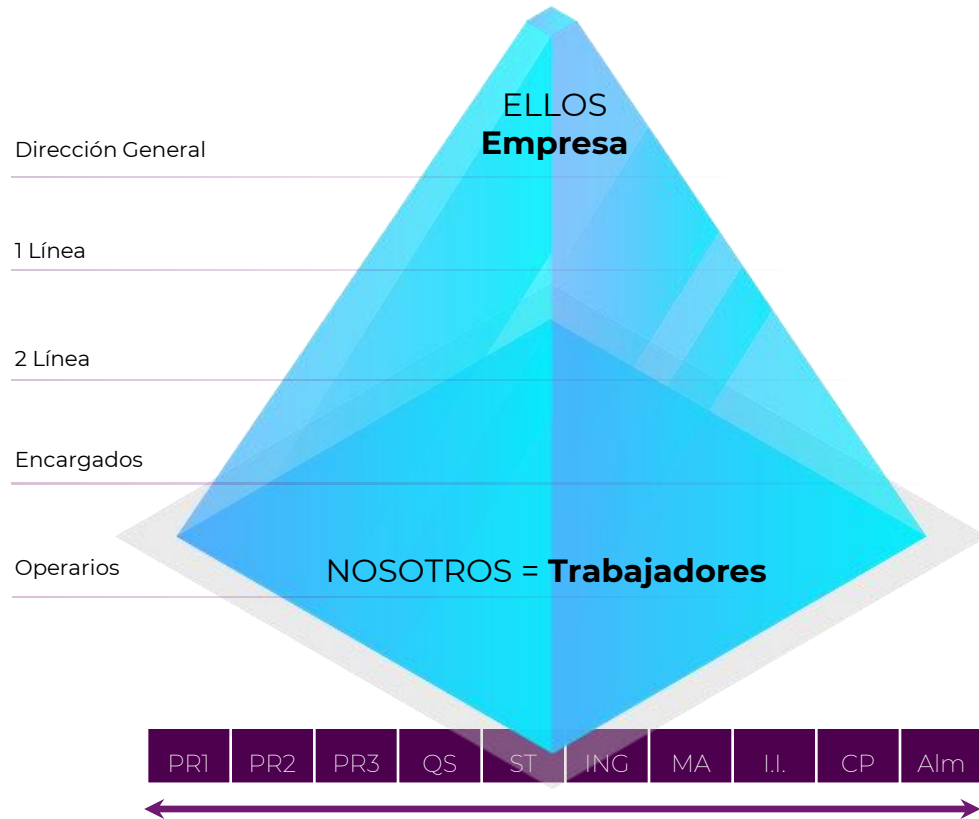 ELLOS
Empresa
Dirección General
1 Línea
2 Línea
Encargados
Operarios
NOSOTROS = Trabajadores
PR1 PR2 PR3 QS ST ING MA I.I. CP Alm